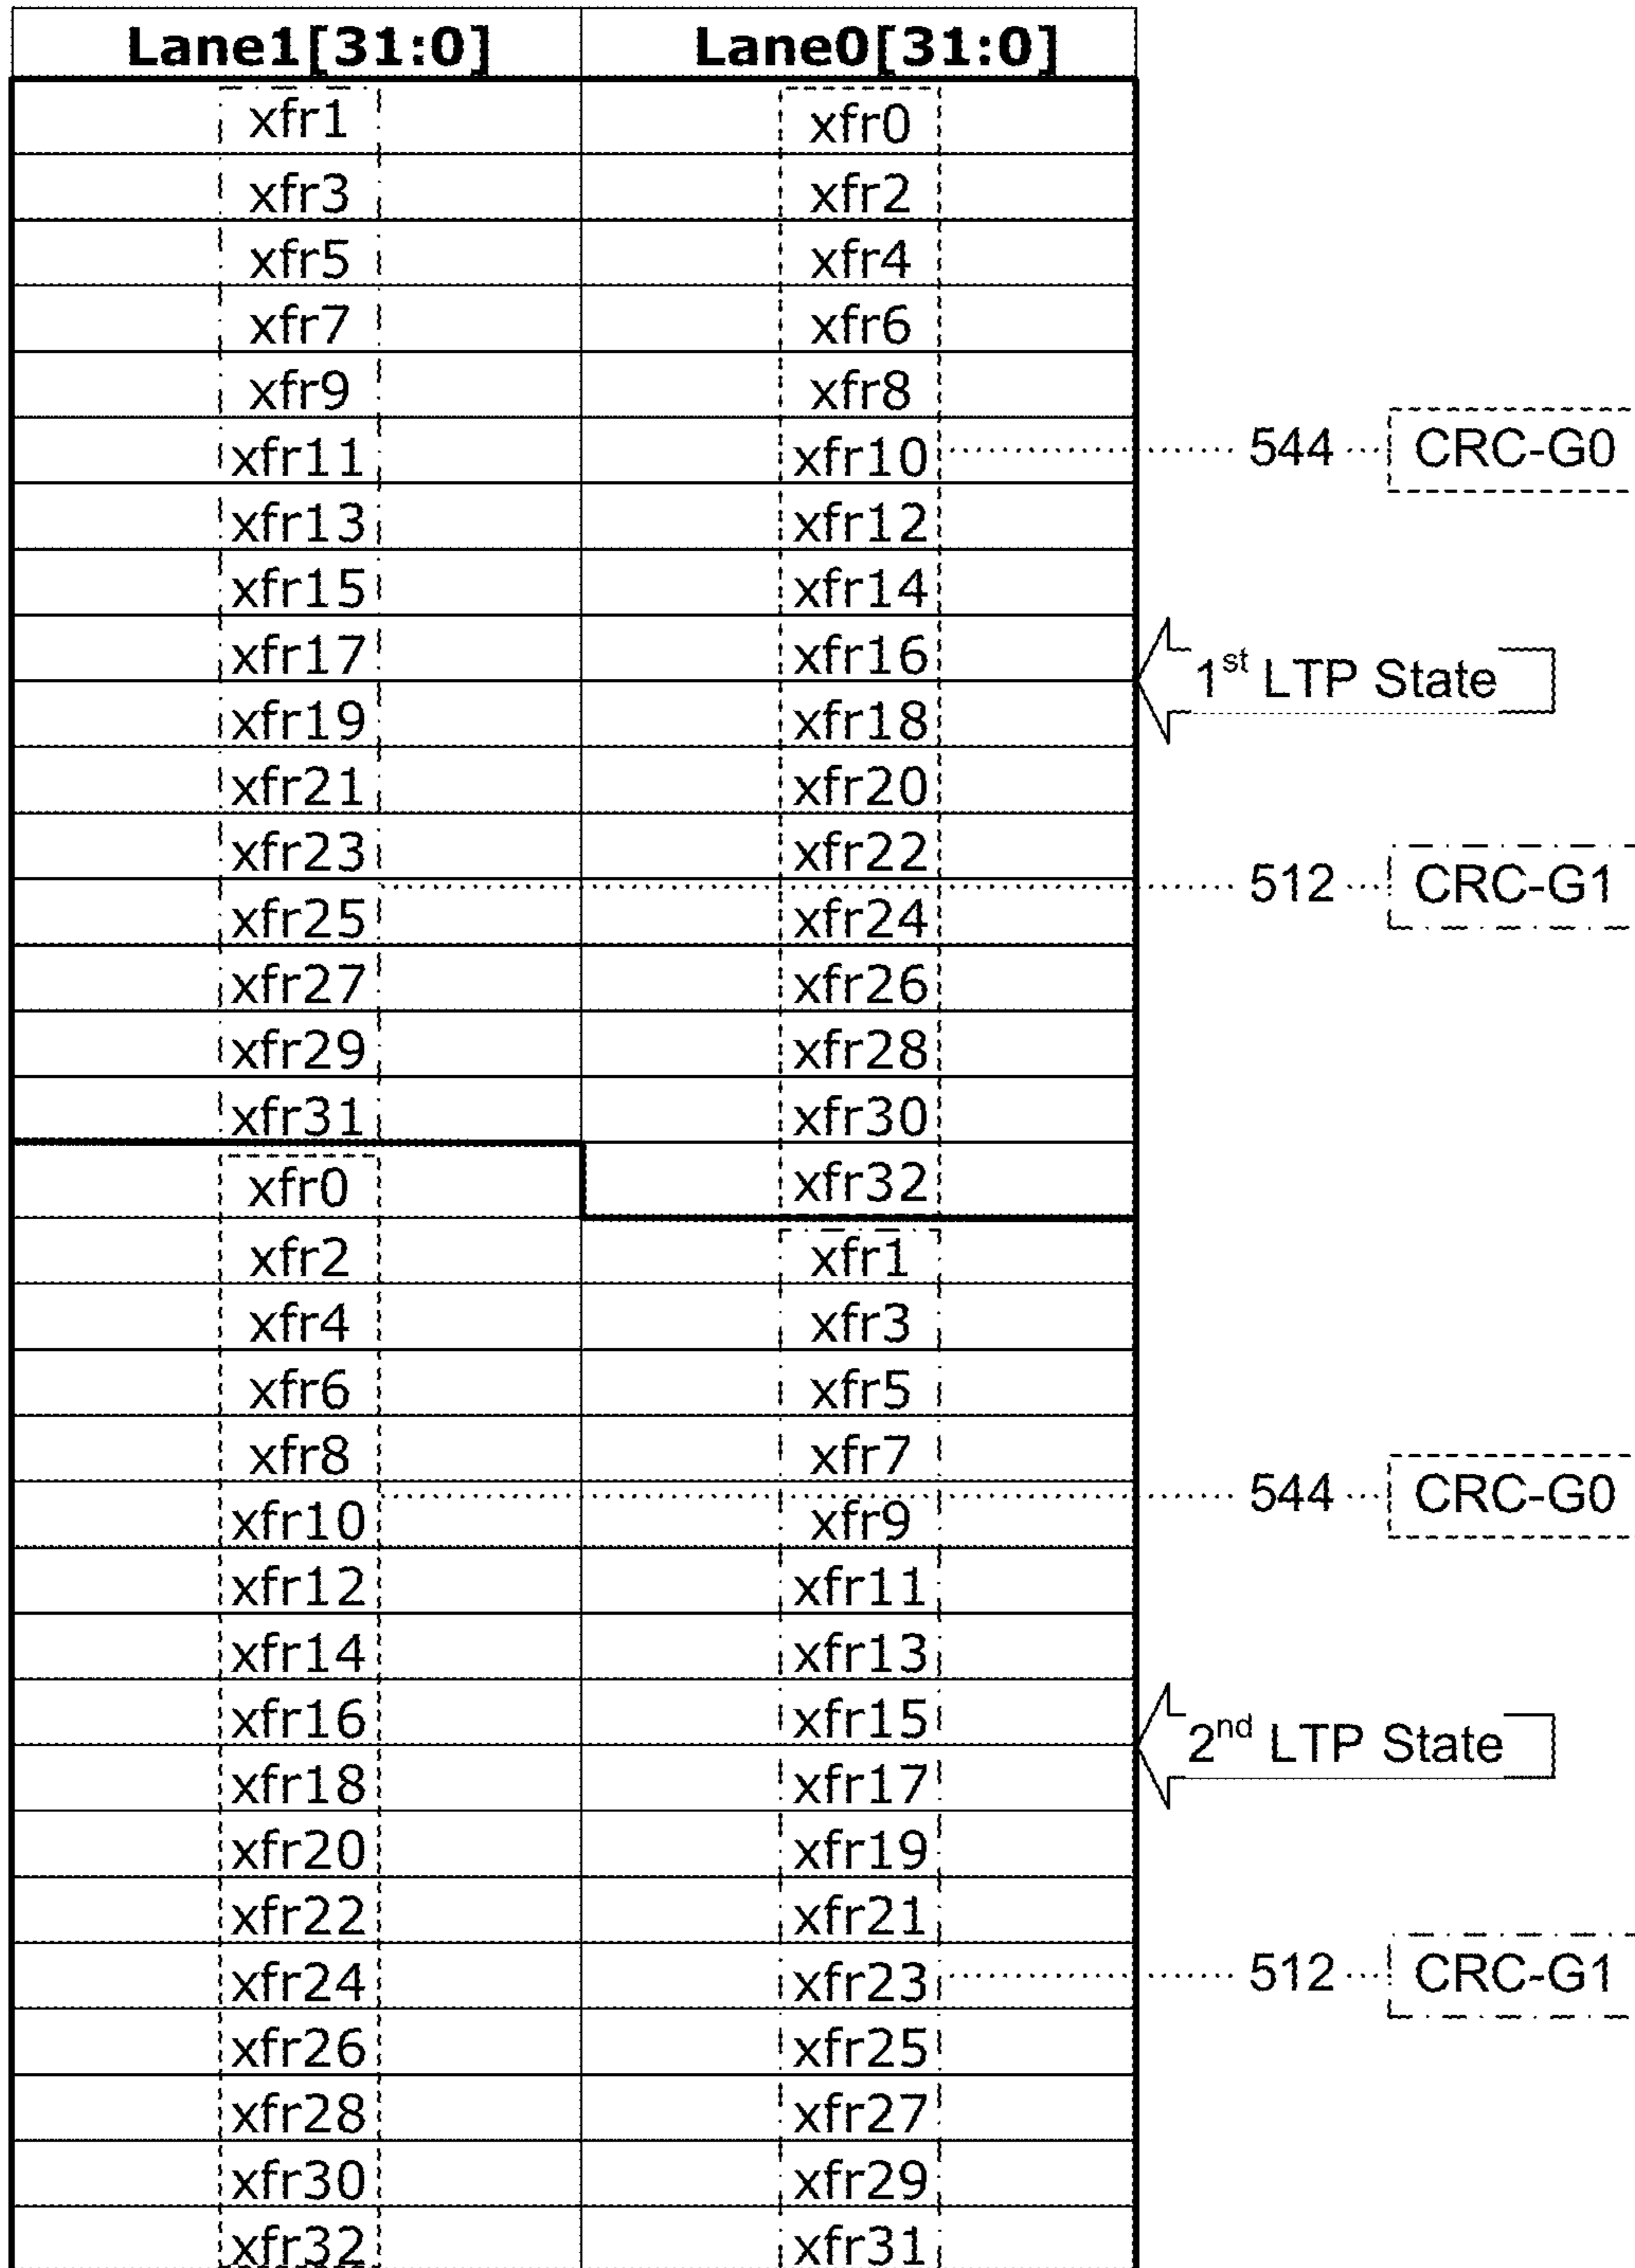 Lane1[31:0] Lane0[31:0]
xfr1 xfr0
xfr3 xfr2
xfr5 xfr4
xfr7 xfr6
xfr9 xfr8
xfr11 xfr10 544 CRC-G0
xfr13 xfr12
xfr15 xfr14
xfr17 xfr16
1st LTP State
xfr19 xfr18
xfr21 xfr20
xfr23 xfr22
512 CRC-G1
xfr25 xfr24
xfr27 xfr26
xfr29 xfr28
xfr31 xfr30
xfr0 xfr32
xfr2 xfr1
xfr4 xfr3
xfr6 xfr5
xfr8 xfr7
544 CRC-G0
xfr10 xfr9
xfr12 xfr11
xfr14 xfr13
xfr16 xfr15
2nd LTP State
xfr18 xfr17
xfr20 xfr19
xfr22 xfr21
xfr24 xfr23 512 CRC-G1
xfr26 xfr25
xfr28 xfr27
xfr30 xfr29
xfr32 xfr31